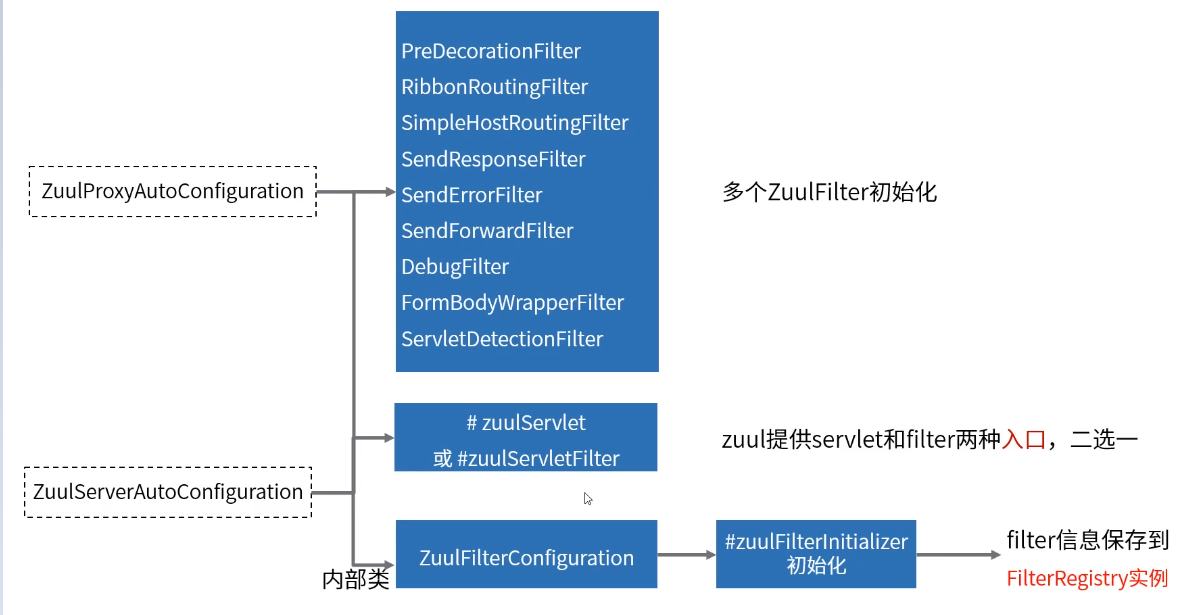 PreDecorationFilter
RibbonRoutingFilter
SimpleHostRoutingFilter
SendResponseFilter
SendErrorFilter
SendForwardFilter
DebugFilter
FormBodyWrapperFilter
ServletDetectionFilter
ZuulProxyAutoConfiguration
多个ZuulFilter初始化
# zuulServlet
或 #zuulServletFilter
zuul提供servlet和filter两种入口，二选一
ZuulServerAutoConfiguration
内部类
ZuulFilterConfiguration
#zuulFilterInitializer
初始化
filter信息保存到
FilterRegistry实例